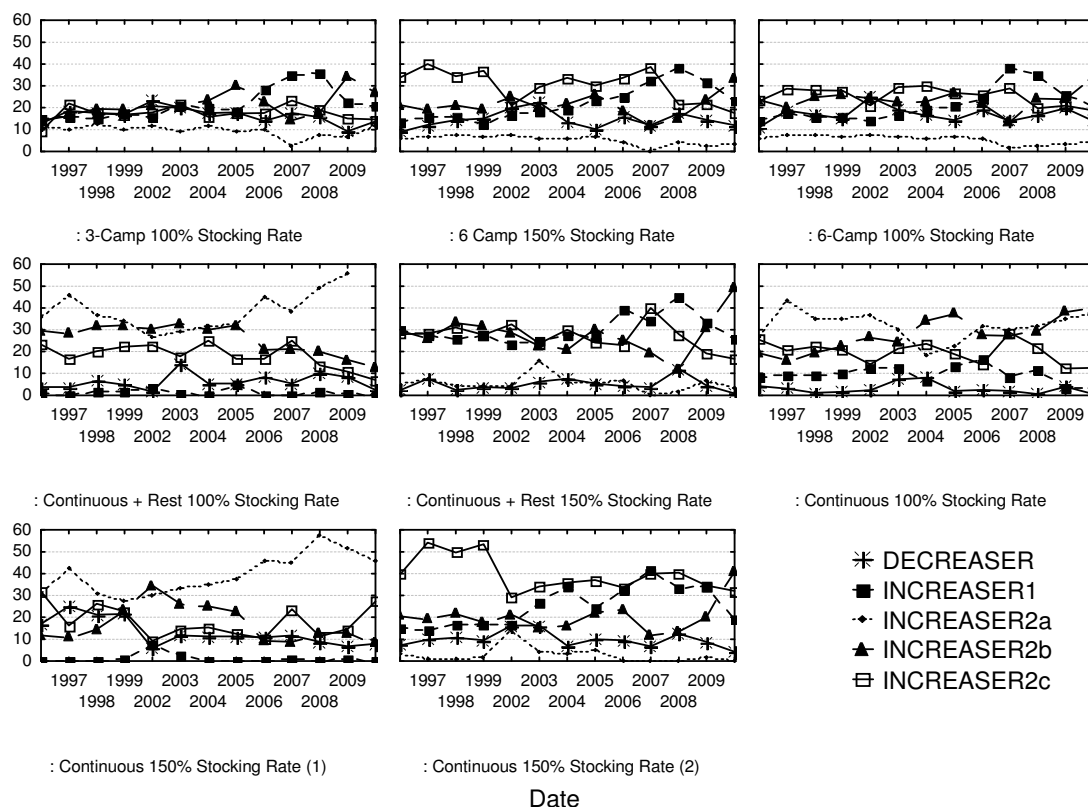 60
50
40
30
20
10
0
1997 1999 2002 2005 2007 2009
1998 2002 2004 2006 2008
1997 1999 2003 2005 2007 2009
1998 2002 2004 2006 2008
1997 1999 2003 2005 2007 2009
1998 2002 2004 2006 2008
: 3-Camp 100% Stocking Rate
: 6 Camp 150% Stocking Rate
: 6-Camp 100% Stocking Rate
60
50
40
30
20
10
0
1997 1999 2003 2005 2007 2009
1998 2002 2004 2006 2008
1997 1999 2003 2005 2007 2009
1998 2002 2004 2006 2008
1997 1999 2003 2005 2007 2009
1998 2002 2004 2006 2008
: Continuous + Rest 100% Stocking Rate
: Continuous + Rest 150% Stocking Rate
: Continuous 100% Stocking Rate
60
50
40
30
20
10
0
1997 1999 2003 2005 2007 2009
1998 2002 2004 2006 2008
1997 1999 2003 2005 2007 2009
1998 2002 2004 2006 2008
DECREASER
INCREASER1
INCREASER2a
INCREASER2b
INCREASER2c
: Continuous 150% Stocking Rate (1)
: Continuous 150% Stocking Rate (2)
Date